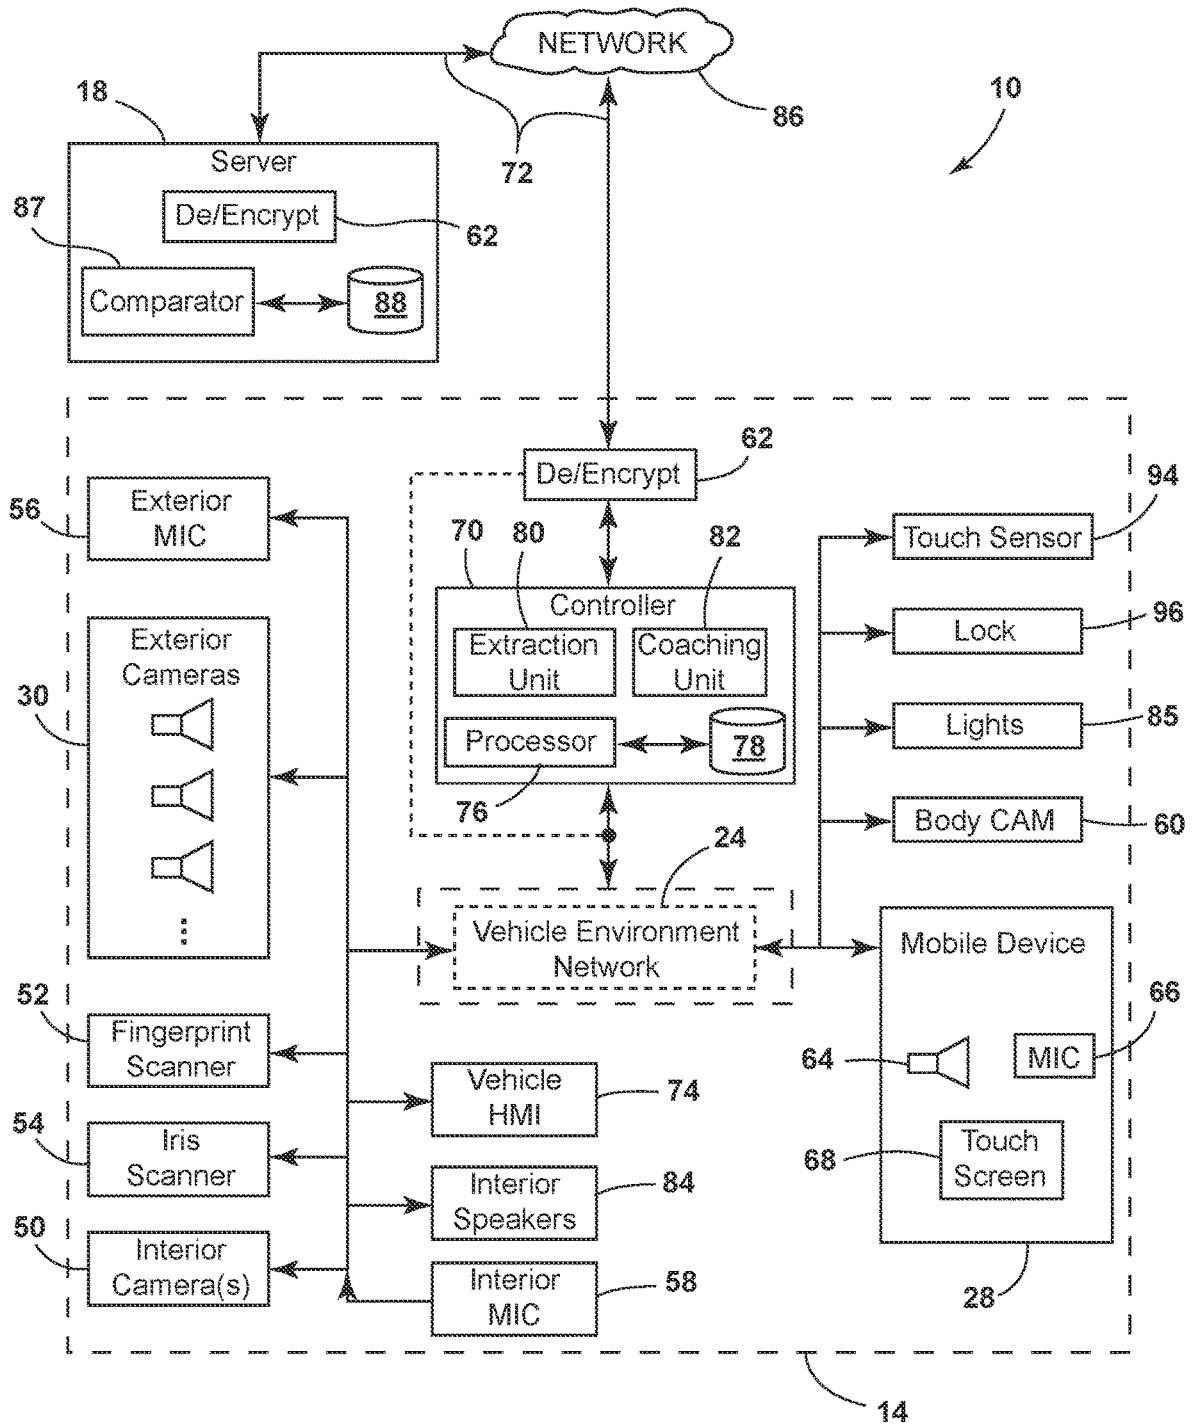 NETWORK
86
10
18
72
Server
De/Encrypt
62
87
Comparator
88
De/Encrypt
62
94
Exterior
MIC
56
Touch Sensor
70
80
82
Controller
Extraction
Unit
Coaching
Unit
96
Lock
Exterior
Cameras
30
Processor
78
76
85
Lights
24
Body CAM
60
Vehicle Environment
Network
Mobile Device
52
Fingerprint
Scanner
66
64
MIC
Vehicle
HMI
74
54
Iris
Scanner
Touch
Screen
68
Interior
Speakers
84
50
Interior
Camera(s)
Interior
MIC
58
28
14